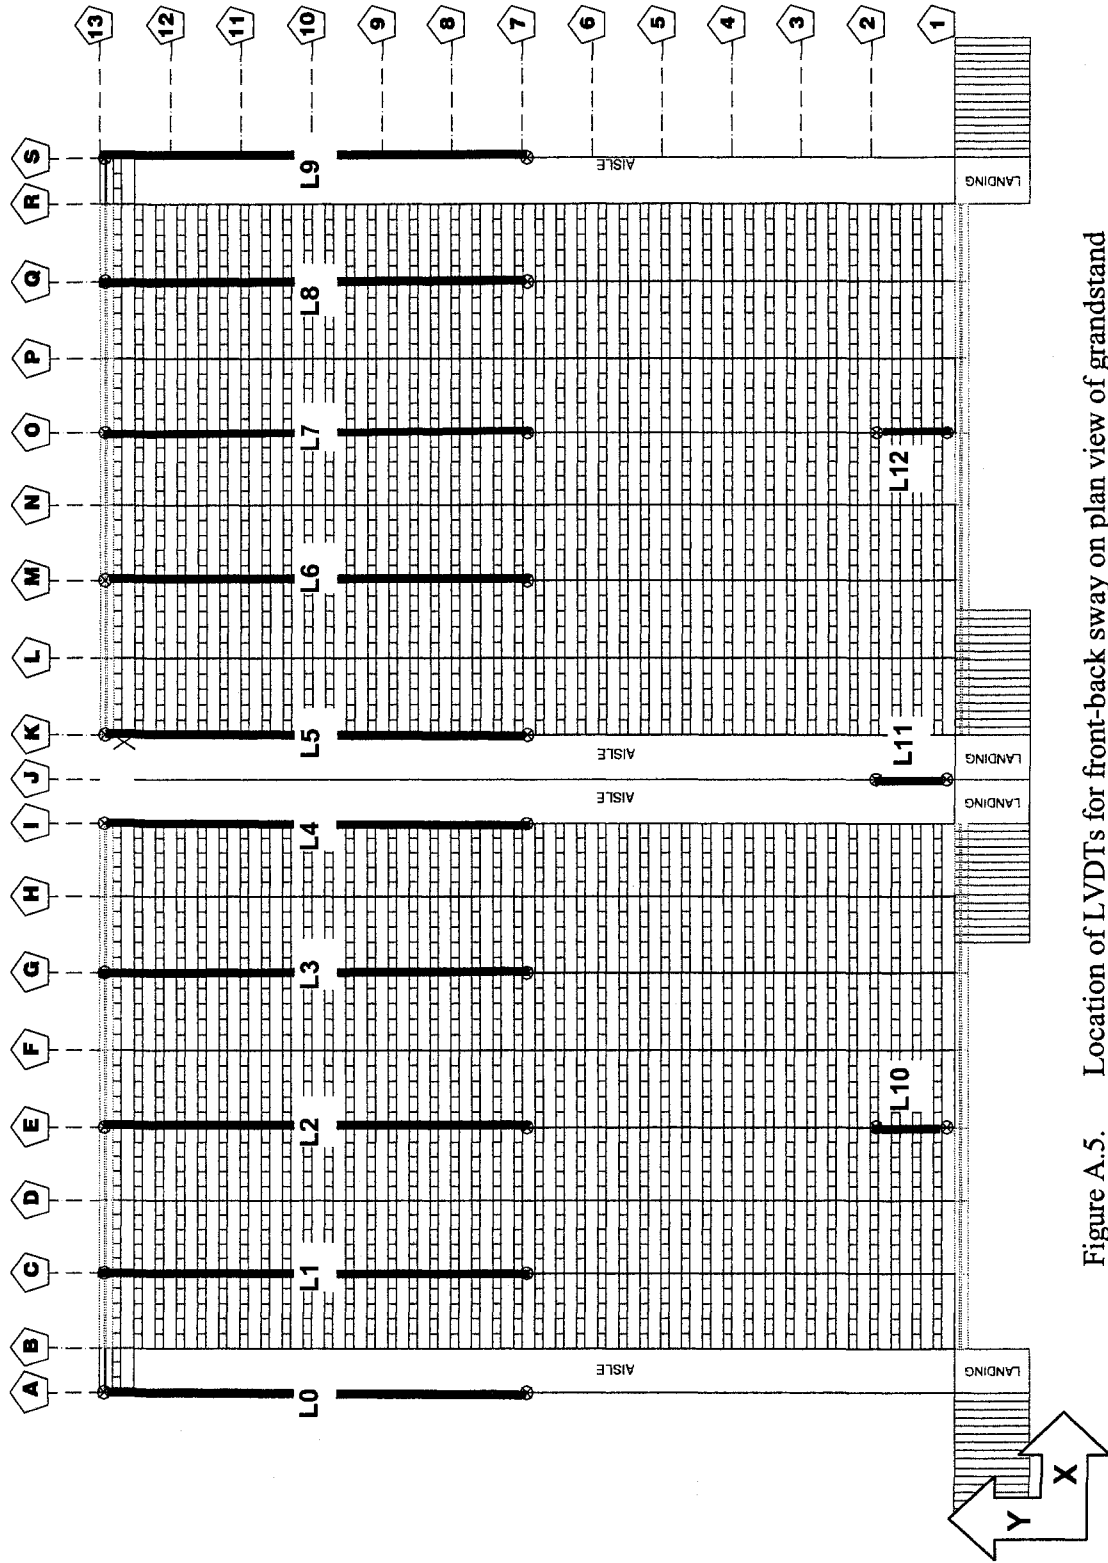 A
B
C
D
E
F
G
H
I
J
K
L
M
N
O
P
Q
R
S
13
12
11
10
9
8
7
6
5
4
3
2
1
L0
L1
L2
L3
L4
L5
L6
L7
L8
L9
L10
L11
L12
AISLE
AISLE
AISLE
AISLE
LANDING
LANDING
LANDING
LANDING
Y
X
Figure A.5. Location of LVDTs for front-back sway on plan view of grandstand